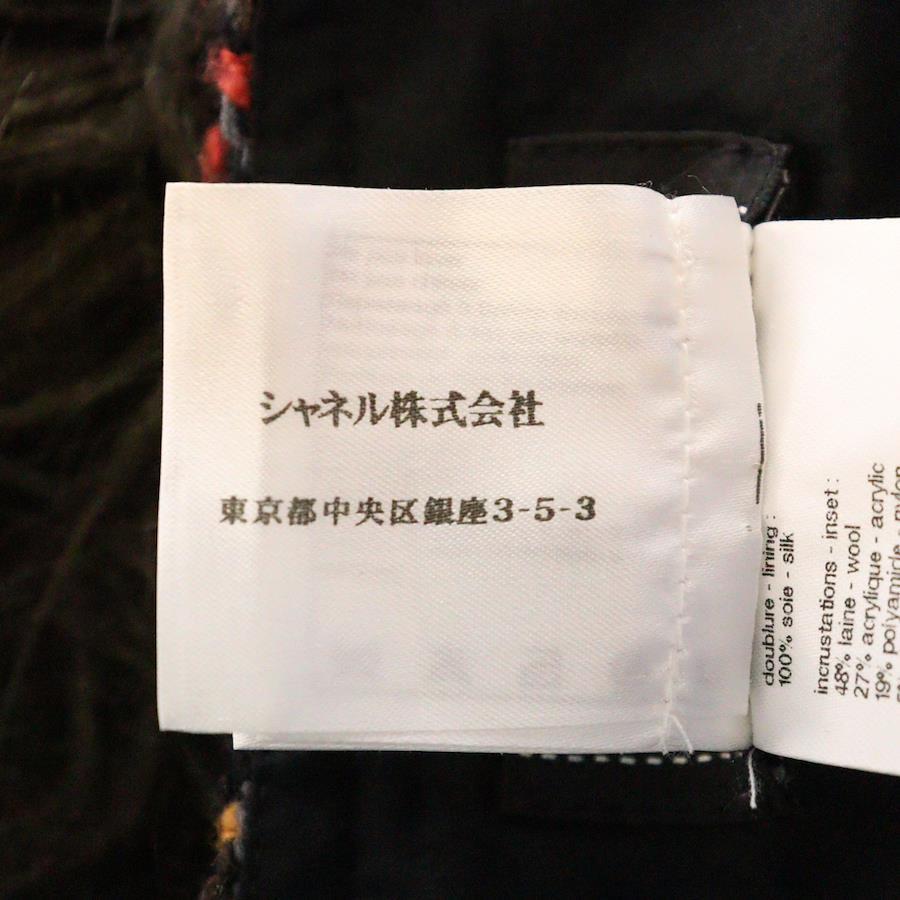 シャネル株式会社
東京都中央区銀座3-5-3
doublure - lining :
100% soie - silk
incrustations - inset :
48% laine - wool
27% acrylique - acrylic
19% polyamide - nylon